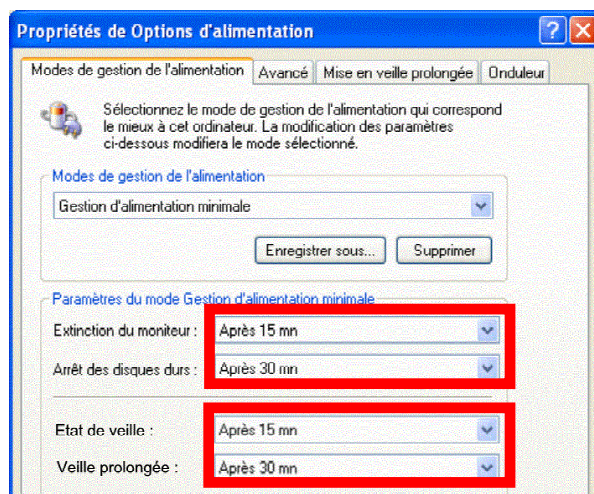 Propriétés de Options d'alimentation
Modes de gestion de l'alimentation Avancé Mise en veille prolongée Onduleur
Sélectionnez le mode de gestion de l'alimentation qui correspond
le mieux à cet ordinateur. La modification des paramètres
ci-dessous modifiera le mode sélectionné.
Modes de gestion de l'alimentation
Gestion d'alimentation minimale
Enregistrer sous... Supprimer
Paramètres du mode Gestion d'alimentation minimale
Extinction du moniteur : Après 15 mn
Arrêt des disques durs : Après 30 mn
Etat de veille : Après 15 mn
Veille prolongée : Après 30 mn